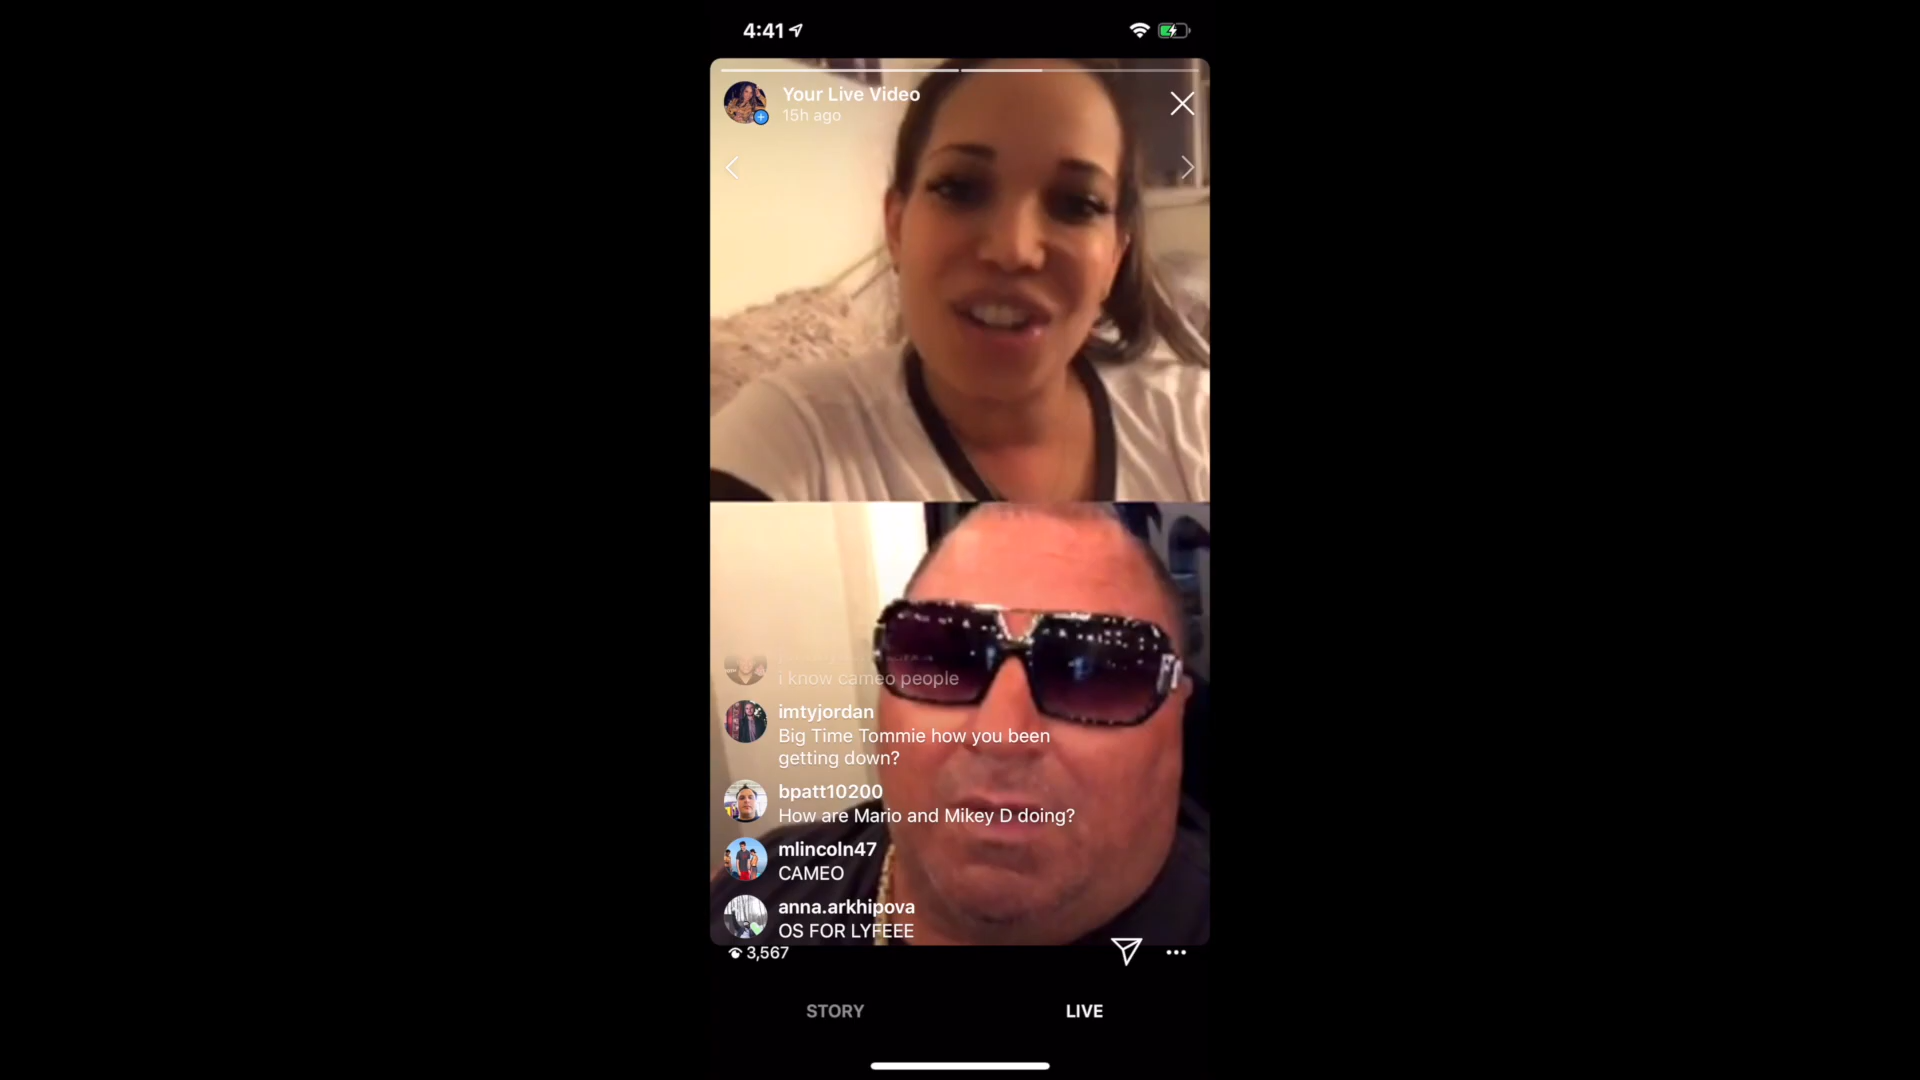 4:41
Your Live Video
15h ago
i know cameo people
imtyjordan
Big Time Tommie how you been
getting down?
bpatt10200
How are Mario and Mikey D doing?
mlincoln47
CAMEO
anna.arkhipova
OS FOR LYFEEE
3,567
STORY
LIVE